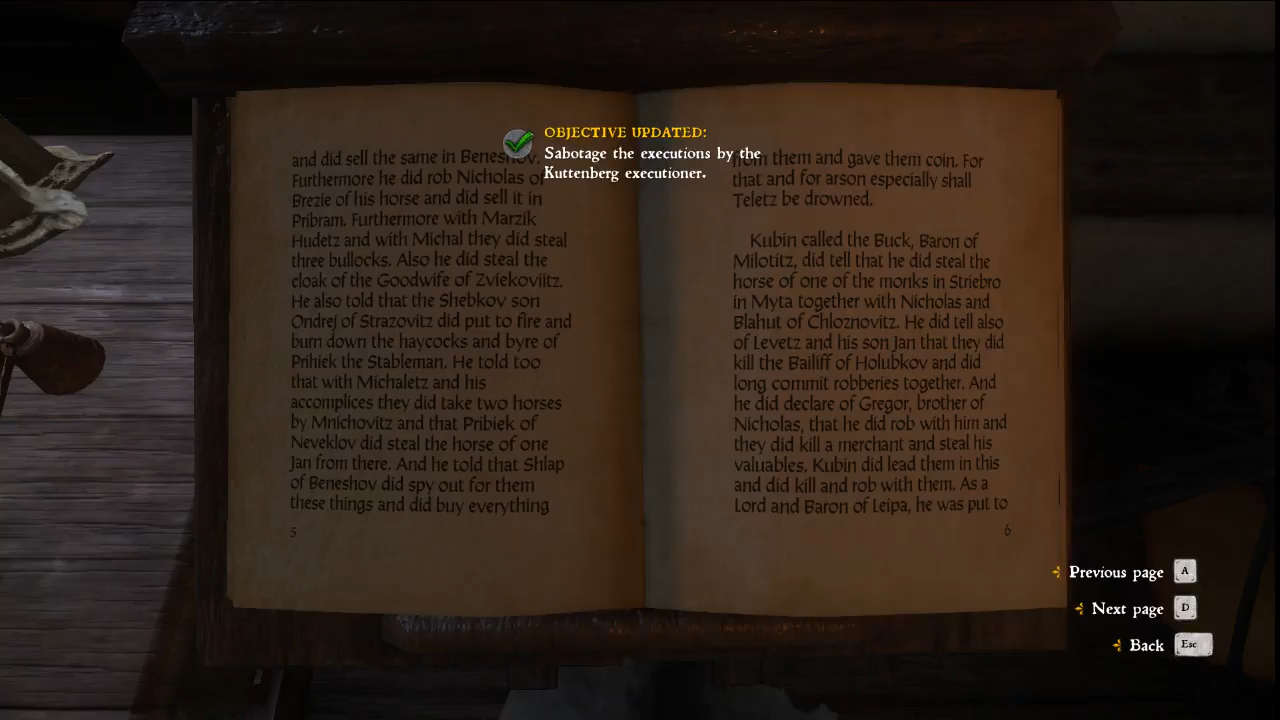 OBJECTIVE UPDATED:
Sabotage the executions by the
Kuttenberg executioner.
and did sell the same in Beneshov.
Furthermore he did rob Nicholas of
Brezie of his horse and did sell it in
Pribram. Furthermore with Marzik
Hudetz and with Michal they did steal
three bullocks. Also he did steal the
cloak of the Goodwife of Zviekoviitz.
He also told that the Shebkov son
Ondrej of Strazovitz did put to fire and
burn down the haycocks and byre of
Prihiek the Stableman. He told too
that with Michaletz and his
accomplices they did take two horses
by Mnichovitz and that Pribiek of
Neveklov did steal the horse of one
Jan from there. And he told that Shlap
of Beneshov did spy out for them
these things and did buy everything
5
from them and gave them coin. For
that and for arson especially shall
Teletz be drowned.
Kubin called the Buck, Baron of
Milotitz, did tell that he did steal the
horse of one of the monks in Striebro
in Myta together with Nicholas and
Blahut of Chloznovitz. He did tell also
of Levetz and his son Jan that they did
kill the Bailiff of Holubkov and did
long commit robberies together. And
he did declare of Gregor, brother of
Nicholas, that he did rob with him and
they did kill a merchant and steal his
valuables. Kubin did lead them in this
and did kill and rob with them. As a
Lord and Baron of Leipa, he was put to
6
Previous page A
Next page D
Back Esc